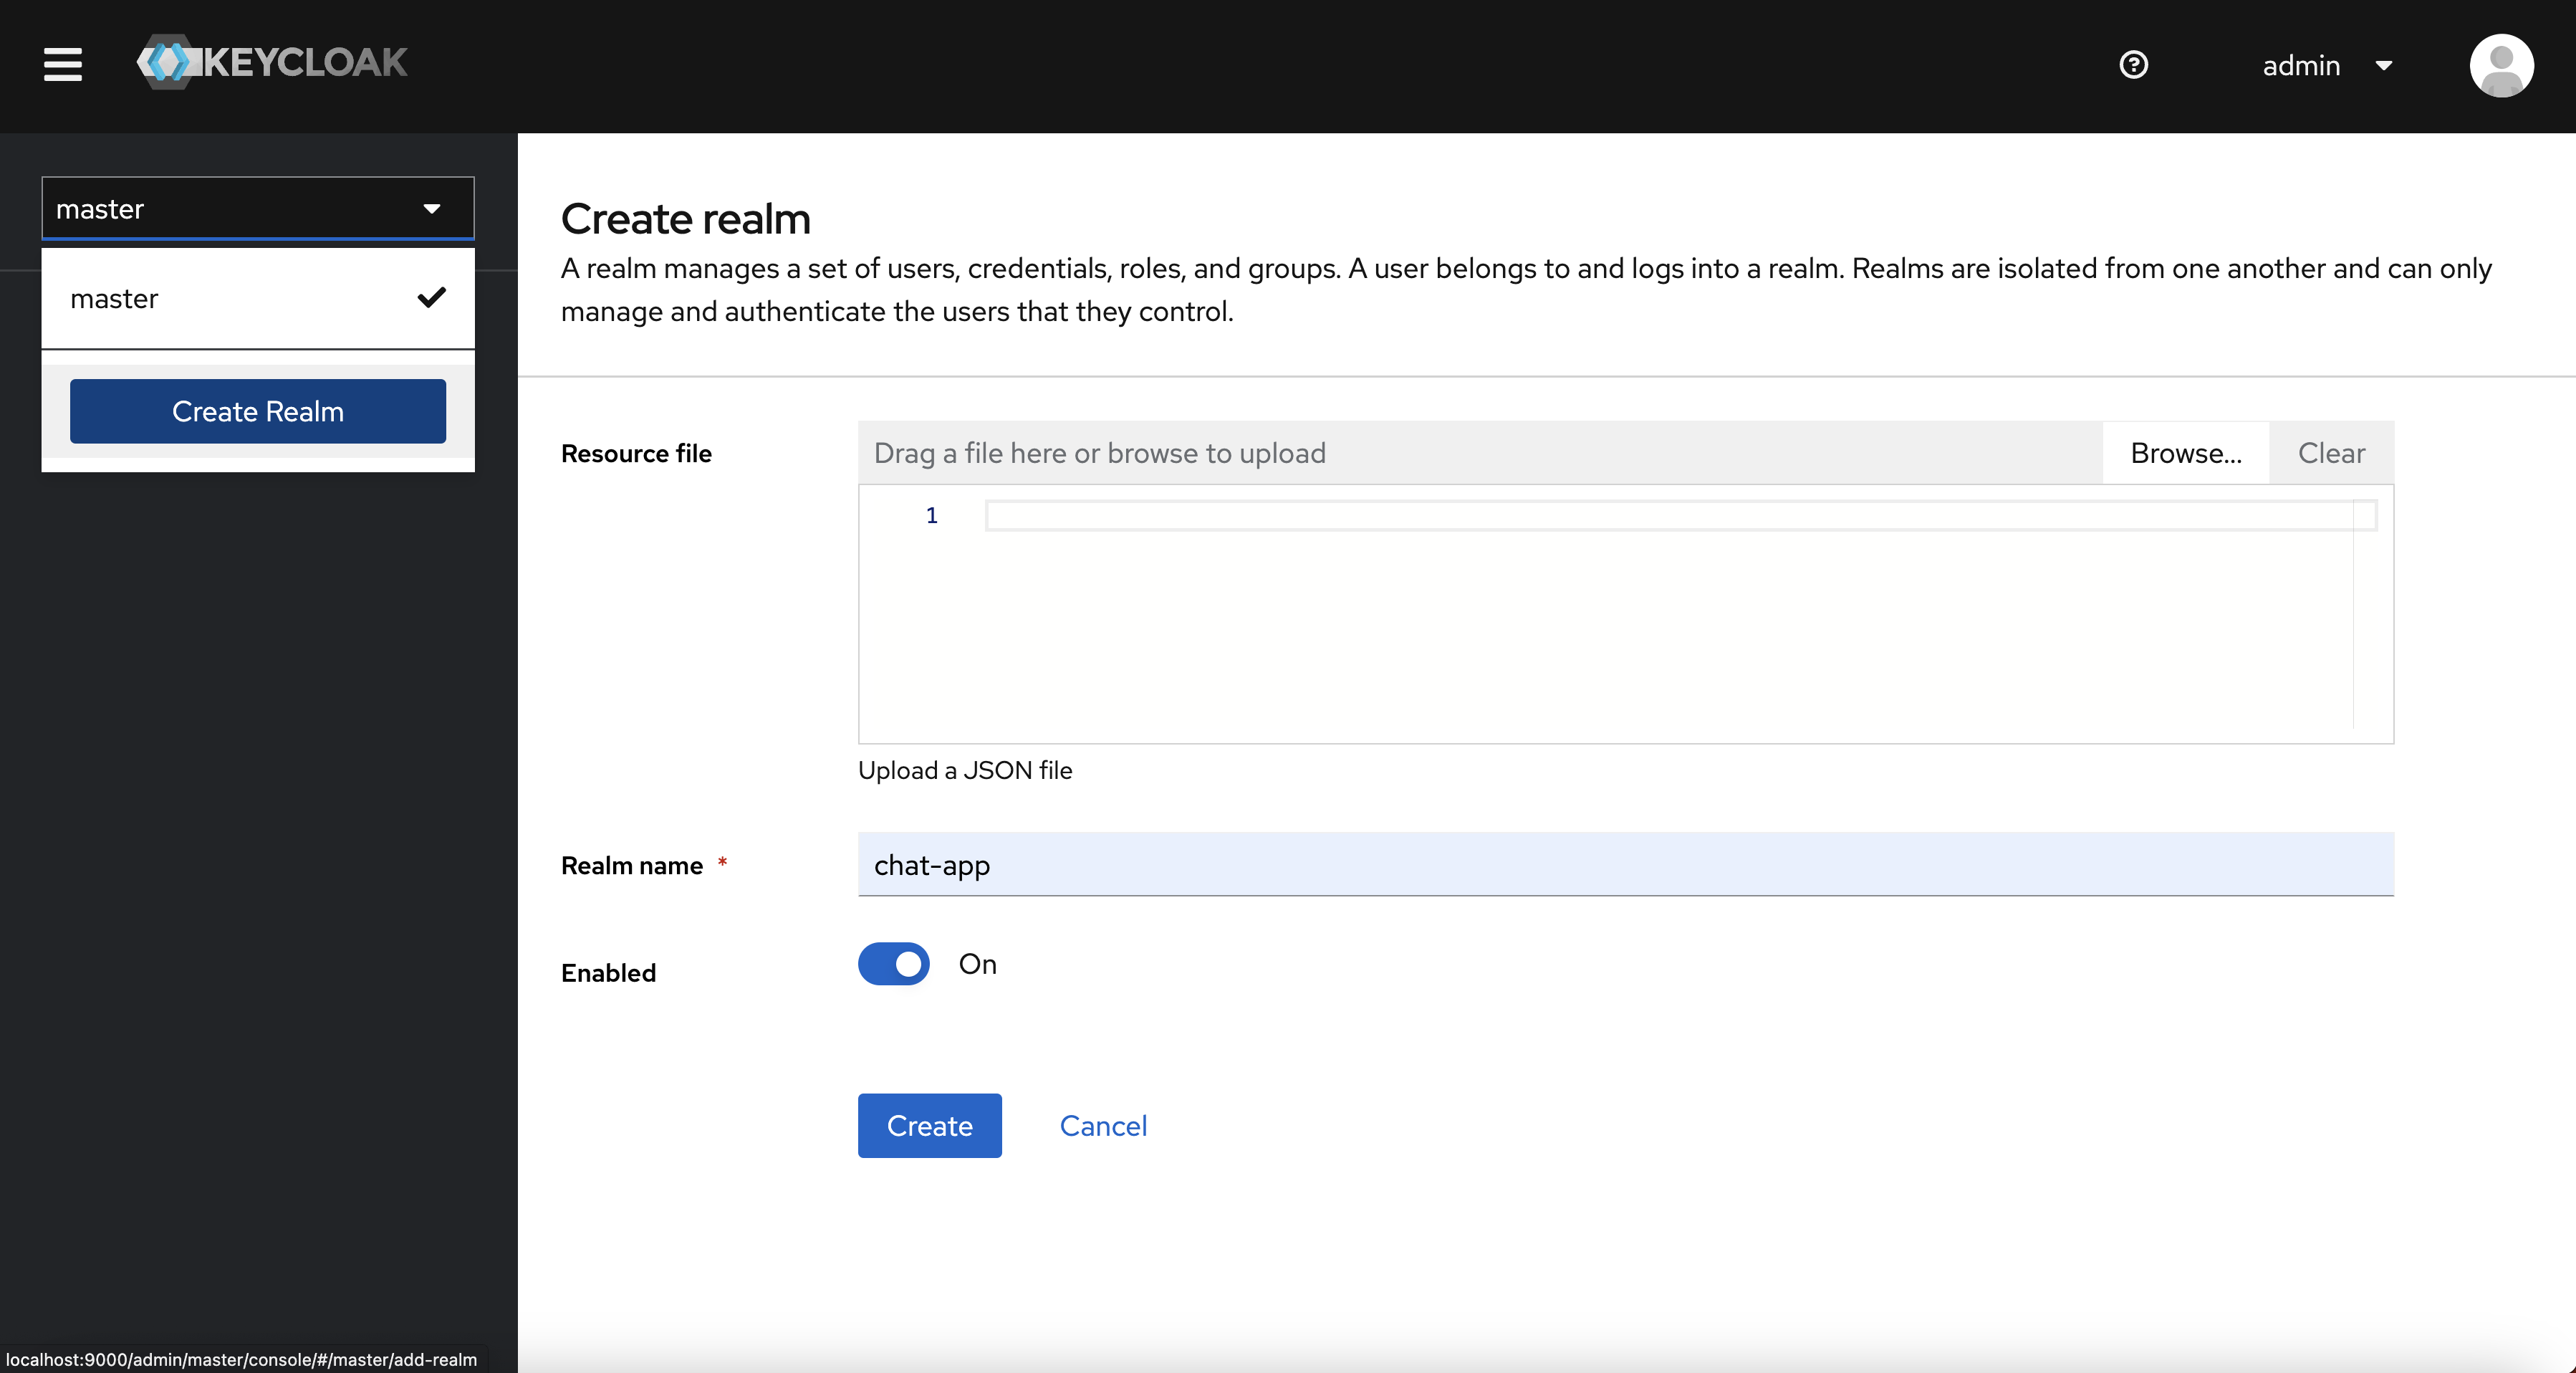 KEYCLOAK
admin
master
master
Create Realm
Create realm
A realm manages a set of users, credentials, roles, and groups. A user belongs to and logs into a realm. Realms are isolated from one another and can only
manage and authenticate the users that they control.
Resource file
Drag a file here or browse to upload
Browse...
Clear
1
Upload a JSON file
Realm name *
chat-app
Enabled
On
Create
Cancel
localhost:9000/admin/master/console/#/master/add-realm